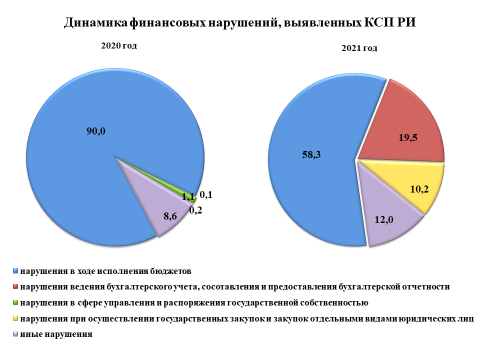 Динамика финансовых нарушений, выявленных КСП РИ
2020 год
2021 год
90,0
1,1
0,1
0,2
8,6
58,3
19,5
10,2
12,0
нарушения в ходе исполнения бюджетов
нарушения ведения бухгалтерского учета, сосотавления и предоставления бухгалтерской отчетности
нарушения в сфере управления и распоряжения государственной собственностью
нарушения при осуществлении государственных закупок и закупок отдельными видами юридических лиц
иные нарушения